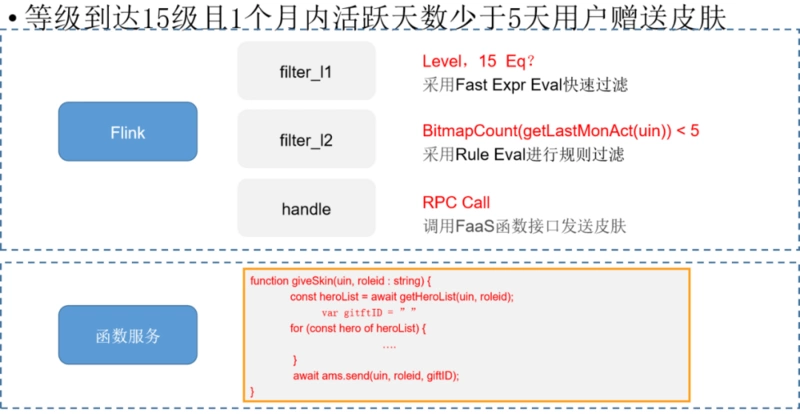 • 等级到达15级且1个月内活跃天数少于5天用户赠送皮肤
Flink
filter_l1
Level，15 Eq?
采用Fast Expr Eval快速过滤
filter_l2
BitmapCount(getLastMonAct(uin)) < 5
采用Rule Eval进行规则过滤
handle
RPC Call
调用FaaS函数接口发送皮肤
函数服务
function giveSkin(uin, roleid : string) {
const heroList = await getHeroList(uin, roleid);
var gitftID = ” ”
for (const hero of heroList) {
....
}
await ams.send(uin, roleid, giftID);
}